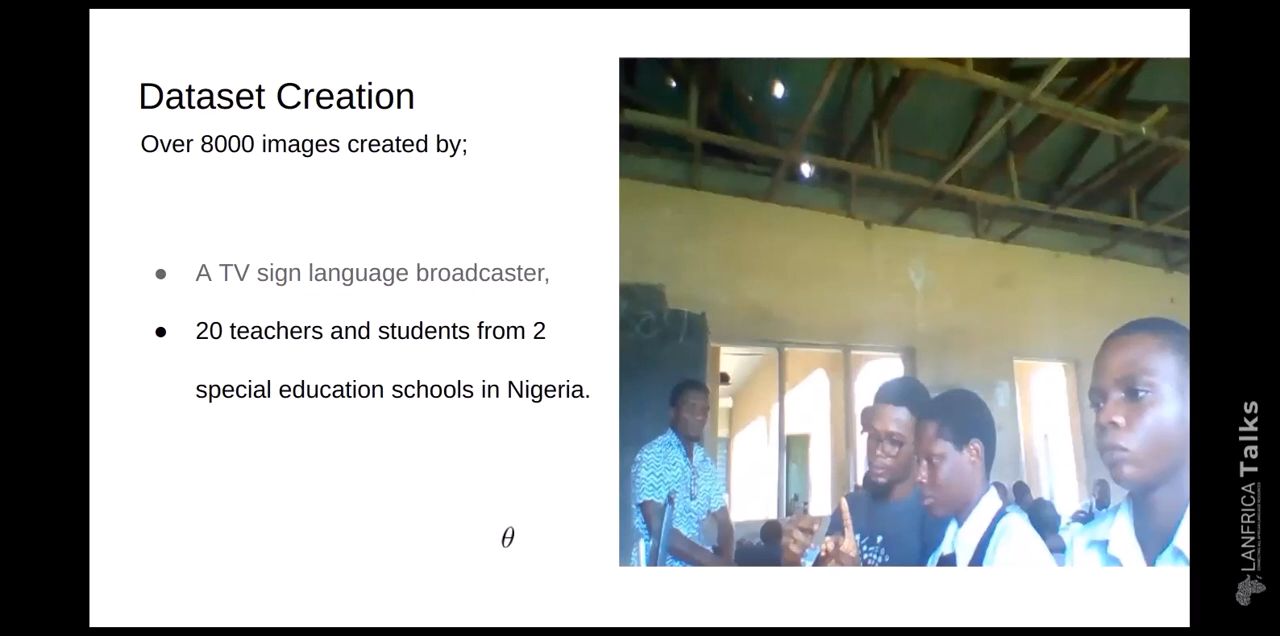 Dataset Creation
Over 8000 images created by;
● A TV sign language broadcaster,
● 20 teachers and students from 2
special education schools in Nigeria.
θ
LANFRICA Talks